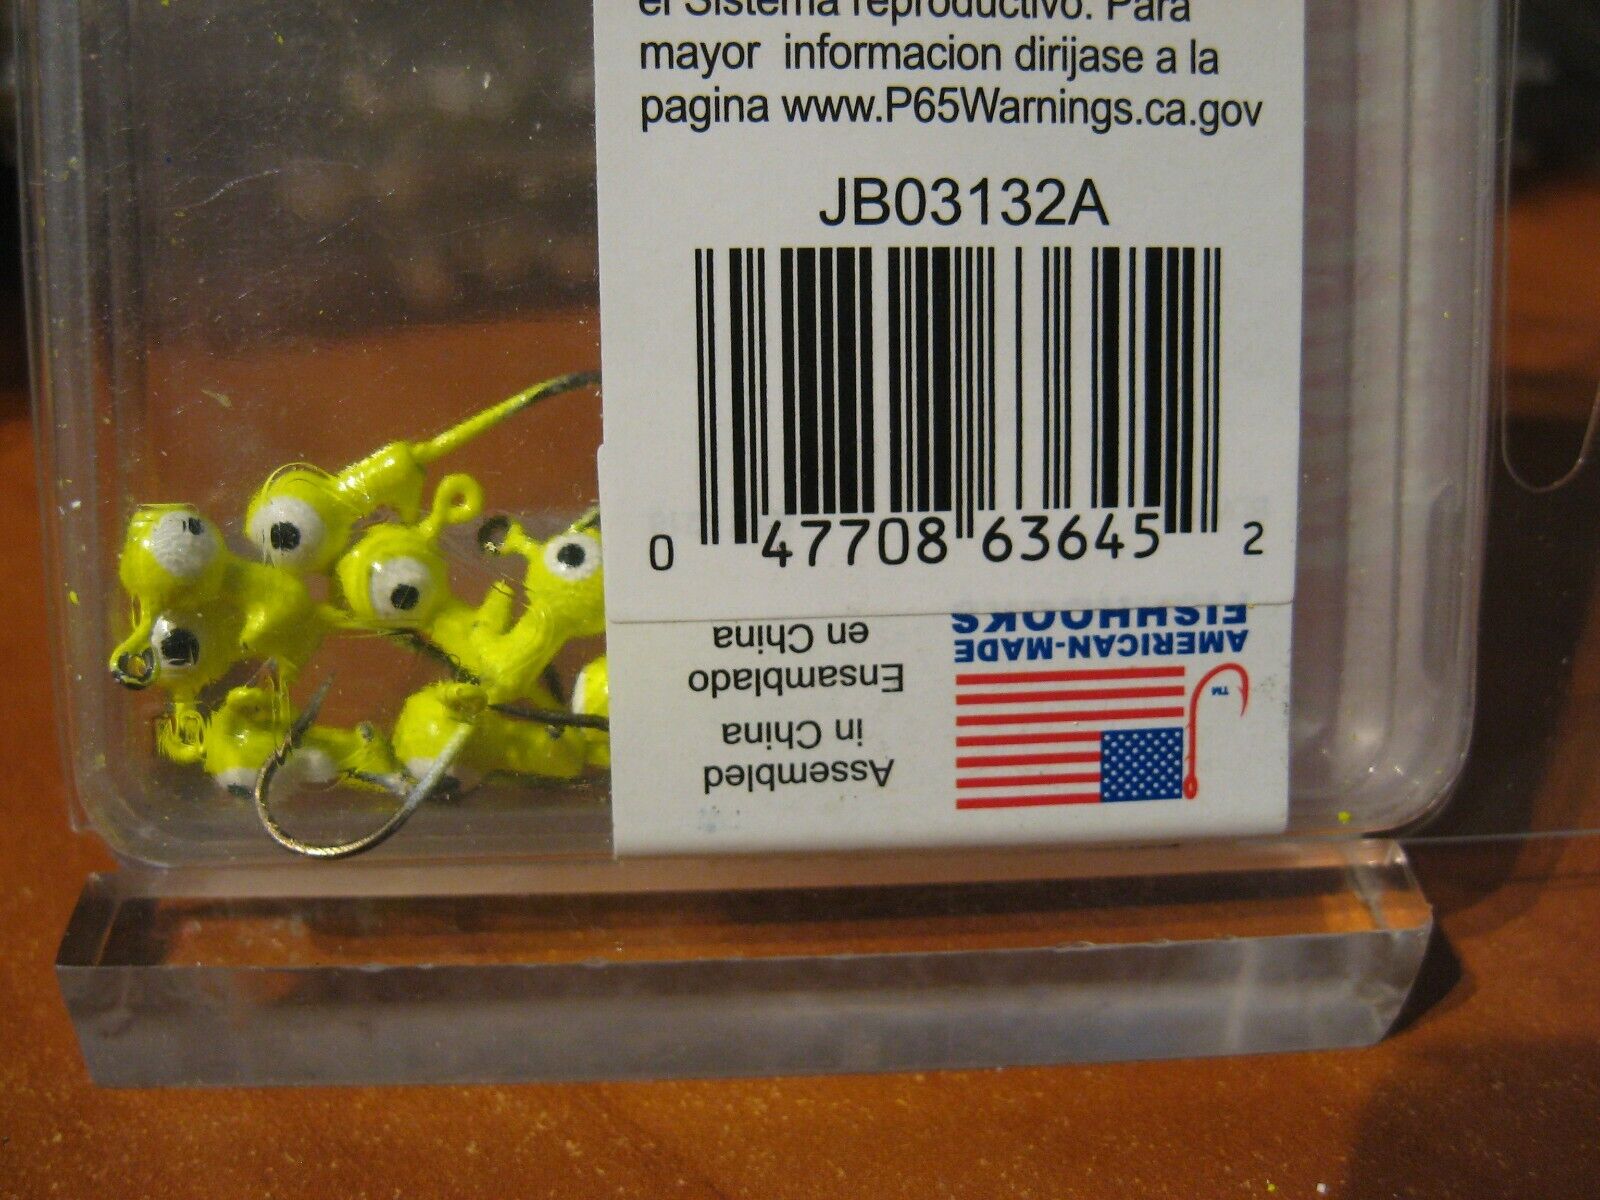 el Sistema reproductivo. Para
mayor informacion dirijase a la
pagina www.P65Warnings.ca.gov
JB03132A
0 47708 63645 2
Assembled
in China
Ensamblado
en China
TM
AMERICAN-MADE
FISHHOOKS